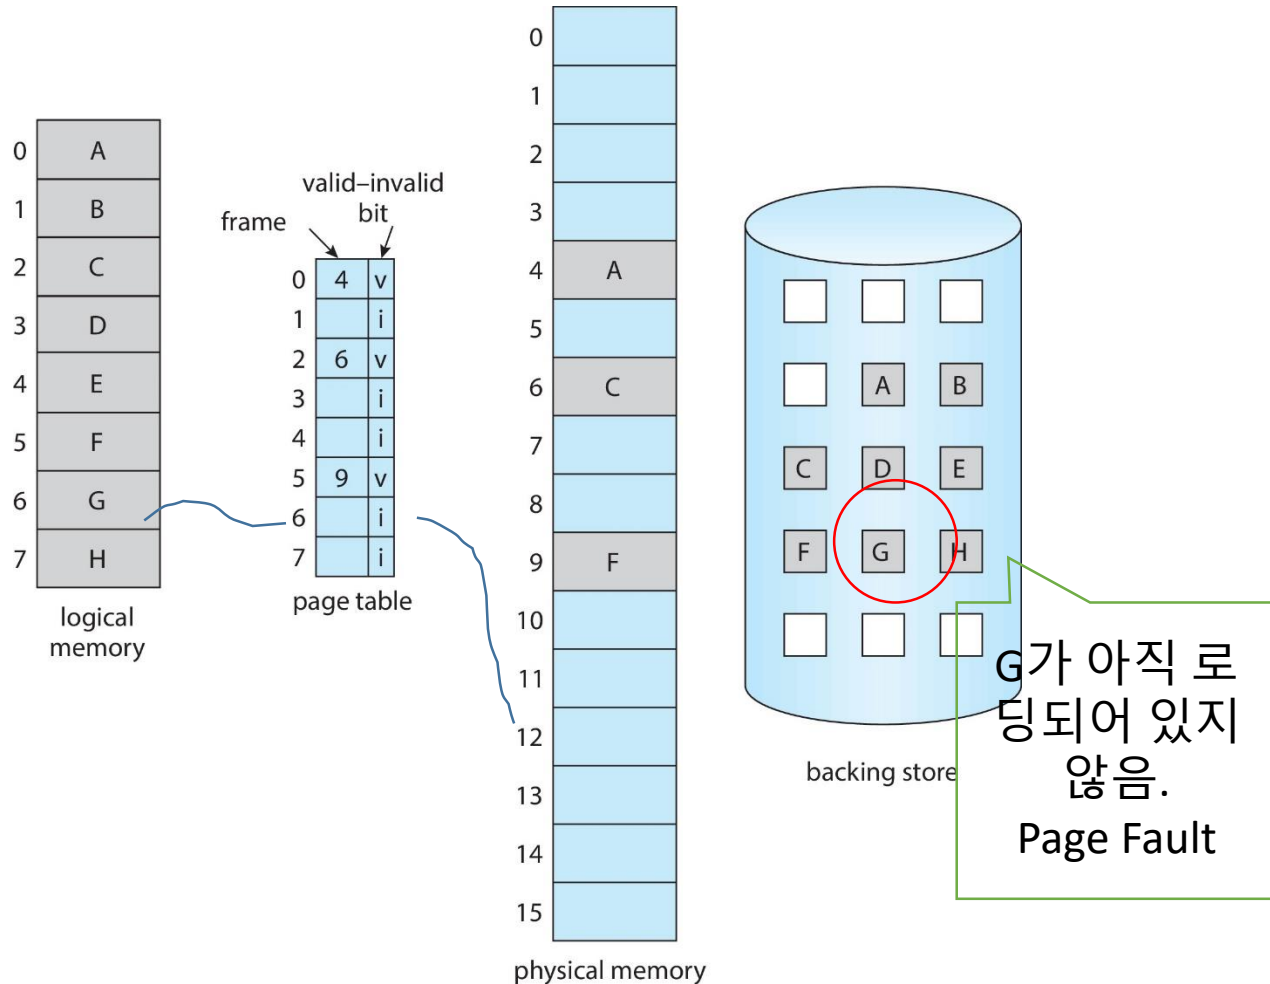 0 A
1 B
2 C
3 D
4 E
5 F
6 G
7 H
logical
memory
valid–invalid
bit
frame
0 4 v
1 i
2 6 v
3 i
4 i
5 9 v
6 i
7 i
page table
0
1
2
3
4 A
5
6 C
7
8
9 F
10
11
12
13
14
15
physical memory
A B
C D E
F G H
backing store
G가 아직 로
딩되어 있지
않음.
Page Fault